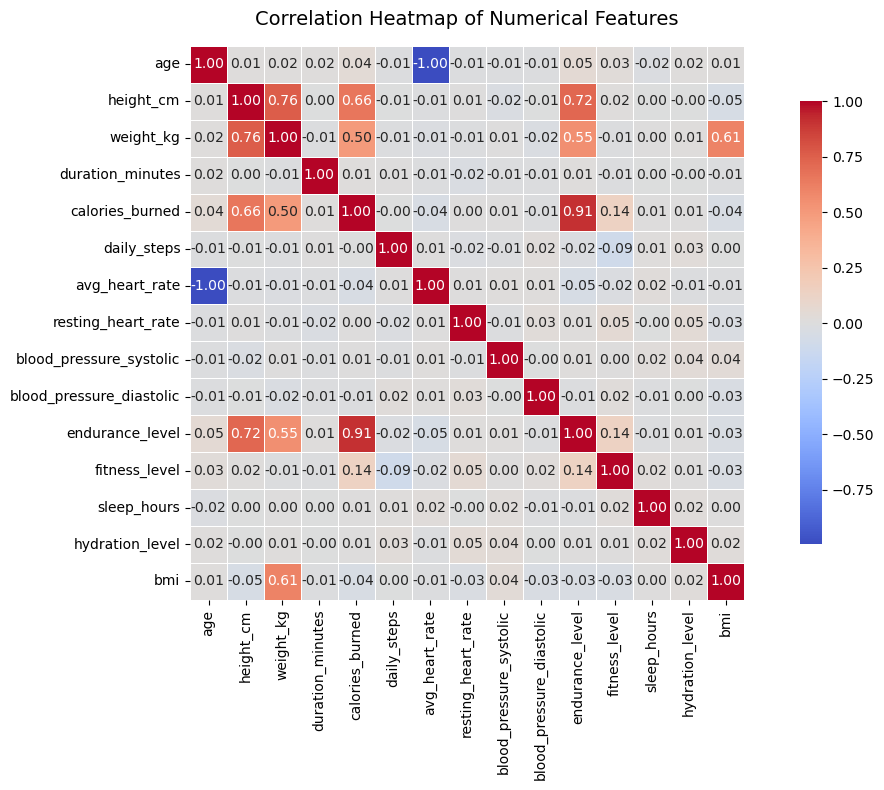 Correlation Heatmap of Numerical Features
age 1.00 0.01 0.02 0.02 0.04 -0.01 -1.00 -0.01 -0.01 -0.01 0.05 0.03 -0.02 0.02 0.01
height_cm 0.01 1.00 0.76 0.00 0.66 -0.01 -0.01 0.01 -0.02 -0.01 0.72 0.02 0.00 -0.00 -0.05
weight_kg 0.02 0.76 1.00 -0.01 0.50 -0.01 -0.01 -0.01 0.01 -0.02 0.55 -0.01 0.00 0.01 0.61
duration_minutes 0.02 0.00 -0.01 1.00 0.01 0.01 -0.01 -0.02 -0.01 -0.01 0.01 -0.01 0.00 -0.00 -0.01
calories_burned 0.04 0.66 0.50 0.01 1.00 -0.00 -0.04 0.00 0.01 -0.01 0.91 0.14 0.01 0.01 -0.04
daily_steps -0.01 -0.01 -0.01 0.01 -0.00 1.00 0.01 -0.02 -0.01 0.02 -0.02 -0.09 0.01 0.03 0.00
avg_heart_rate -1.00 -0.01 -0.01 -0.01 -0.04 0.01 1.00 0.01 0.01 0.01 -0.05 -0.02 0.02 -0.01 -0.01
resting_heart_rate -0.01 0.01 -0.01 -0.02 0.00 -0.02 0.01 1.00 -0.01 0.03 0.01 0.05 -0.00 0.05 -0.03
blood_pressure_systolic -0.01 -0.02 0.01 -0.01 0.01 -0.01 0.01 -0.01 1.00 -0.00 0.01 0.00 0.02 0.04 0.04
blood_pressure_diastolic -0.01 -0.01 -0.02 -0.01 -0.01 0.02 0.01 0.03 -0.00 1.00 -0.01 0.02 -0.01 0.00 -0.03
endurance_level 0.05 0.72 0.55 0.01 0.91 -0.02 -0.05 0.01 0.01 -0.01 1.00 0.14 -0.01 0.01 -0.03
fitness_level 0.03 0.02 -0.01 -0.01 0.14 -0.09 -0.02 0.05 0.00 0.02 0.14 1.00 0.02 0.01 -0.03
sleep_hours -0.02 0.00 0.00 0.00 0.01 0.01 0.02 -0.00 0.02 -0.01 -0.01 0.02 1.00 0.02 0.00
hydration_level 0.02 -0.00 0.01 -0.00 0.01 0.03 -0.01 0.05 0.04 0.00 0.01 0.01 0.02 1.00 0.02
bmi 0.01 -0.05 0.61 -0.01 -0.04 0.00 -0.01 -0.03 0.04 -0.03 -0.03 -0.03 0.00 0.02 1.00
age
height_cm
weight_kg
duration_minutes
calories_burned
daily_steps
avg_heart_rate
resting_heart_rate
blood_pressure_systolic
blood_pressure_diastolic
endurance_level
fitness_level
sleep_hours
hydration_level
bmi
1.00
0.75
0.50
0.25
0.00
−0.25
−0.50
−0.75